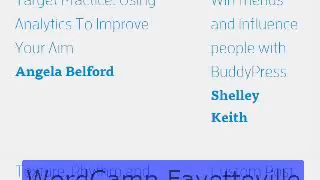 Target Practice: Using
Analytics To Improve
Your Aim
Angela Belford
Win friends
and influence
people with
BuddyPress
Shelley
Keith
WordCamp Fayetteville